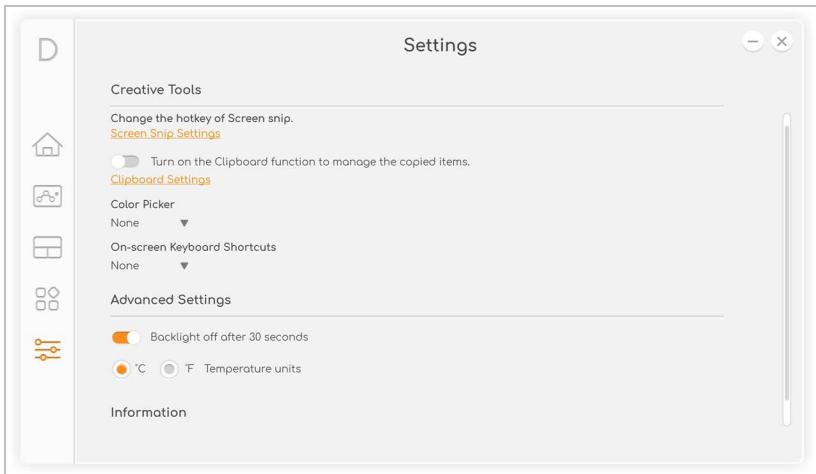 D
Settings
Creative Tools
Change the hotkey of Screen snip.
Screen Snip Settings
Turn on the Clipboard function to manage the copied items.
Clipboard Settings
Color Picker
None
On-screen Keyboard Shortcuts
None
Advanced Settings
Backlight off after 30 seconds
°C °F Temperature units
Information